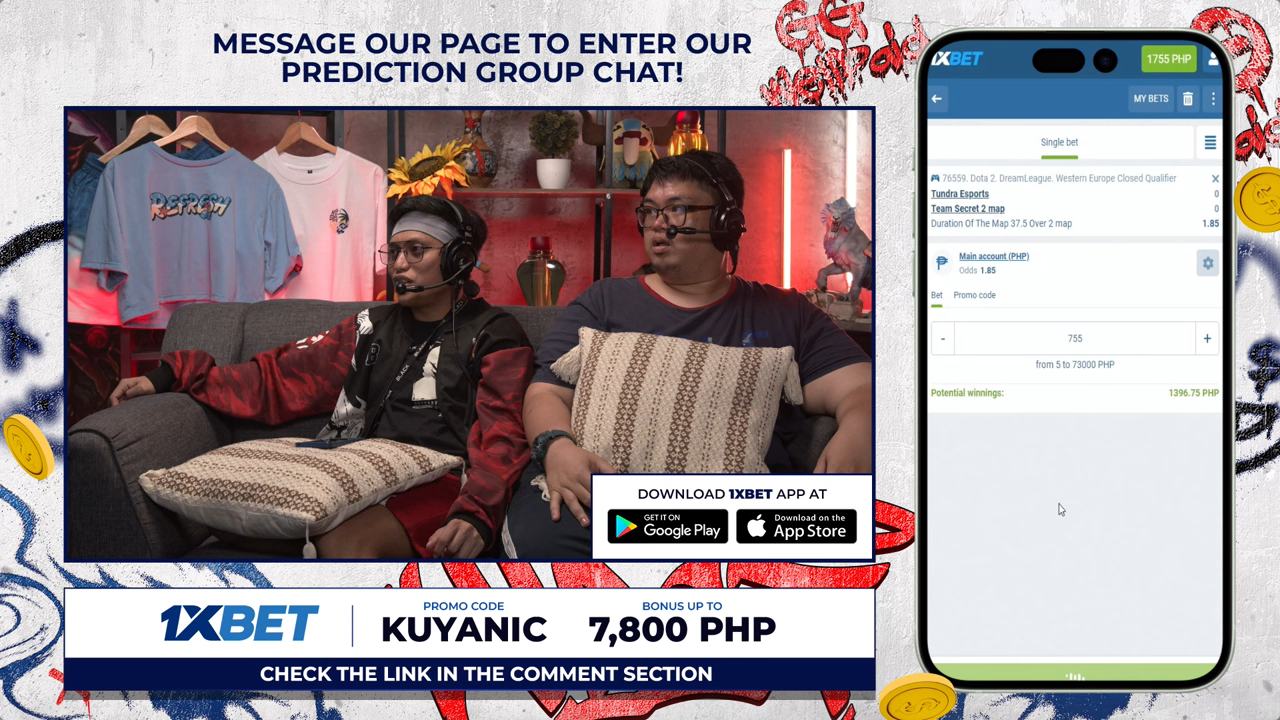 MESSAGE OUR PAGE TO ENTER OUR
PREDICTION GROUP CHAT!
REFRESH
BLACK
DOWNLOAD 1XBET APP AT
GET IT ON
Google Play
Download on the
App Store
1XBET
PROMO CODE
KUYANIC
BONUS UP TO
7,800 PHP
CHECK THE LINK IN THE COMMENT SECTION
1XBET
1755 PHP
MY BETS
Single bet
76559. Dota 2. DreamLeague. Western Europe Closed Qualifier
Tundra Esports 0
Team Secret 2 map 0
Duration Of The Map 37.5 Over 2 map 1.85
Main account (PHP)
Odds 1.85
Bet Promo code
- 755 +
from 5 to 73000 PHP
Potential winnings: 1396.75 PHP
GG